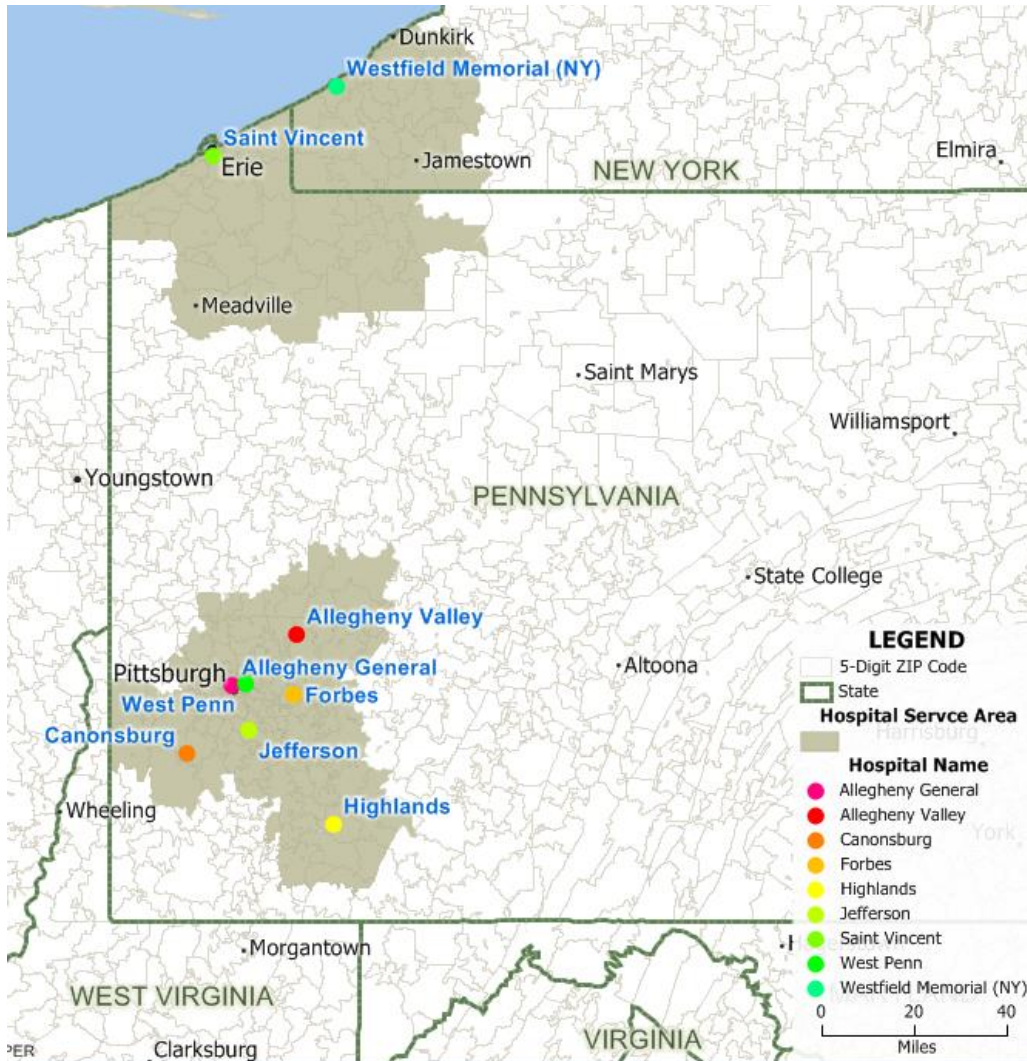 Dunkirk
Westfield Memorial (NY)
Saint Vincent
Erie
Jamestown
NEW YORK
Elmira
Meadville
Saint Marys
Williamsport
Youngstown
PENNSYLVANIA
State College
Allegheny Valley
Pittsburgh
Allegheny General
West Penn
Forbes
Altoona
Canonsburg
Jefferson
Wheeling
Highlands
Morgantown
WEST VIRGINIA
VIRGINIA
PER
Clarksburg
LEGEND
5-Digit ZIP Code
State
Hospital Servce Area
Harrisburg
Hospital Name
Allegheny General
Allegheny Valley
Canonsburg
Forbes
Highlands
York
Jefferson
Saint Vincent
West Penn
Westfield Memorial (NY)
MARYLAND
0 20 40
Miles